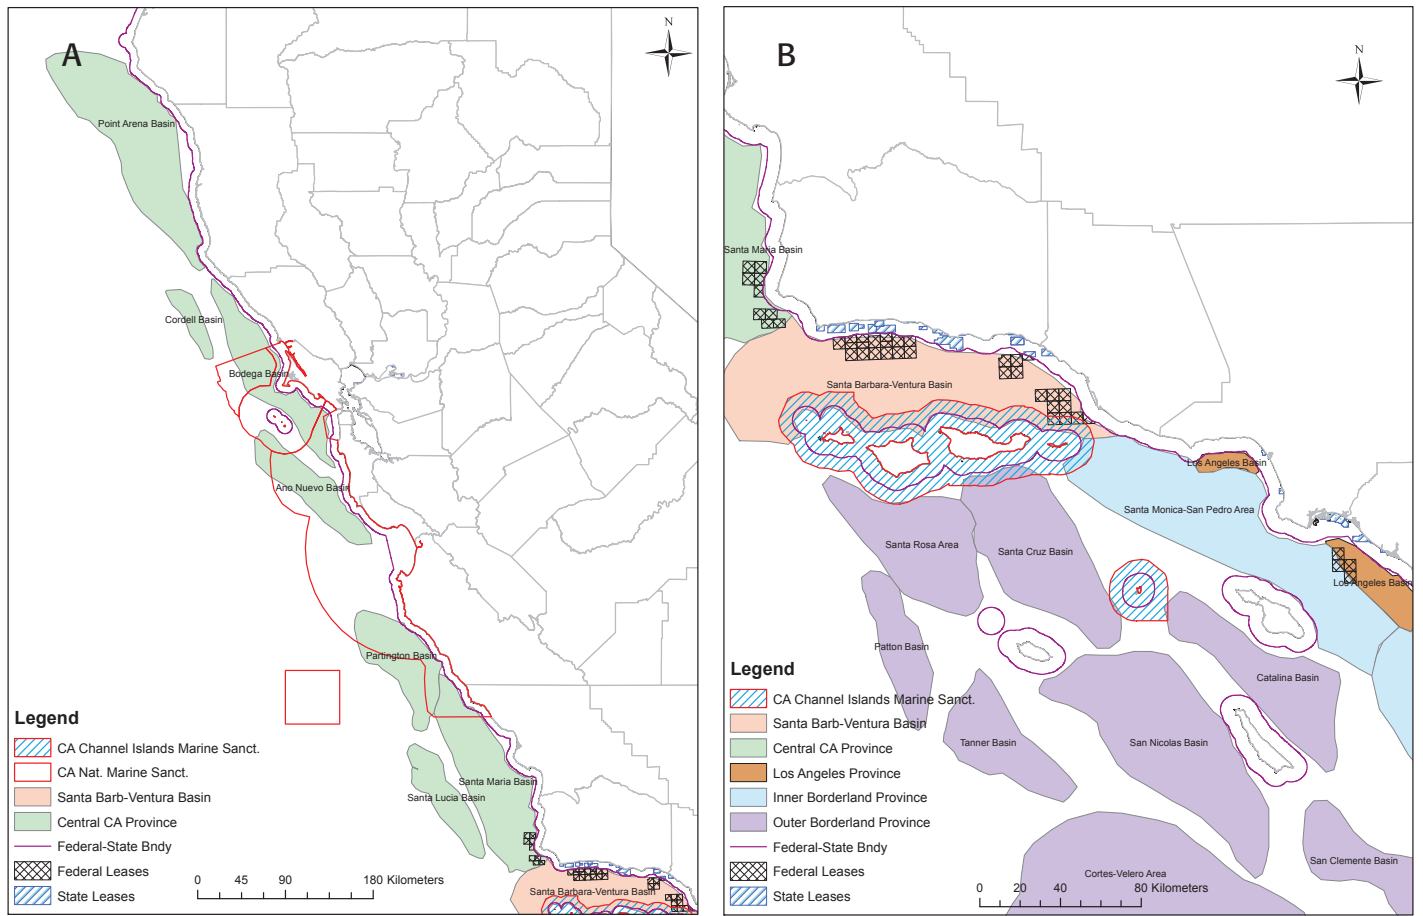 A
N
Point Arena Basin
Cordell Basin
Bodega Basin
Ano Nuevo Basin
Partington Basin
Santa Maria Basin
Santa Lucia Basin
Santa Barbara-Ventura Basin
Legend
CA Channel Islands Marine Sanct.
CA Nat. Marine Sanct.
Santa Barb-Ventura Basin
Central CA Province
Federal-State Bndy
Federal Leases
State Leases
0 45 90 180 Kilometers
B
N
Santa Maria Basin
Santa Barbara-Ventura Basin
Los Angeles Basin
Santa Monica-San Pedro Area
Santa Rosa Area
Santa Cruz Basin
Los Angeles Basin
Patton Basin
Catalina Basin
Tanner Basin
San Nicolas Basin
San Clemente Basin
Cortes-Velero Area
Legend
CA Channel Islands Marine Sanct.
Santa Barb-Ventura Basin
Central CA Province
Los Angeles Province
Inner Borderland Province
Outer Borderland Province
Federal-State Bndy
Federal Leases
State Leases
0 20 40 80 Kilometers